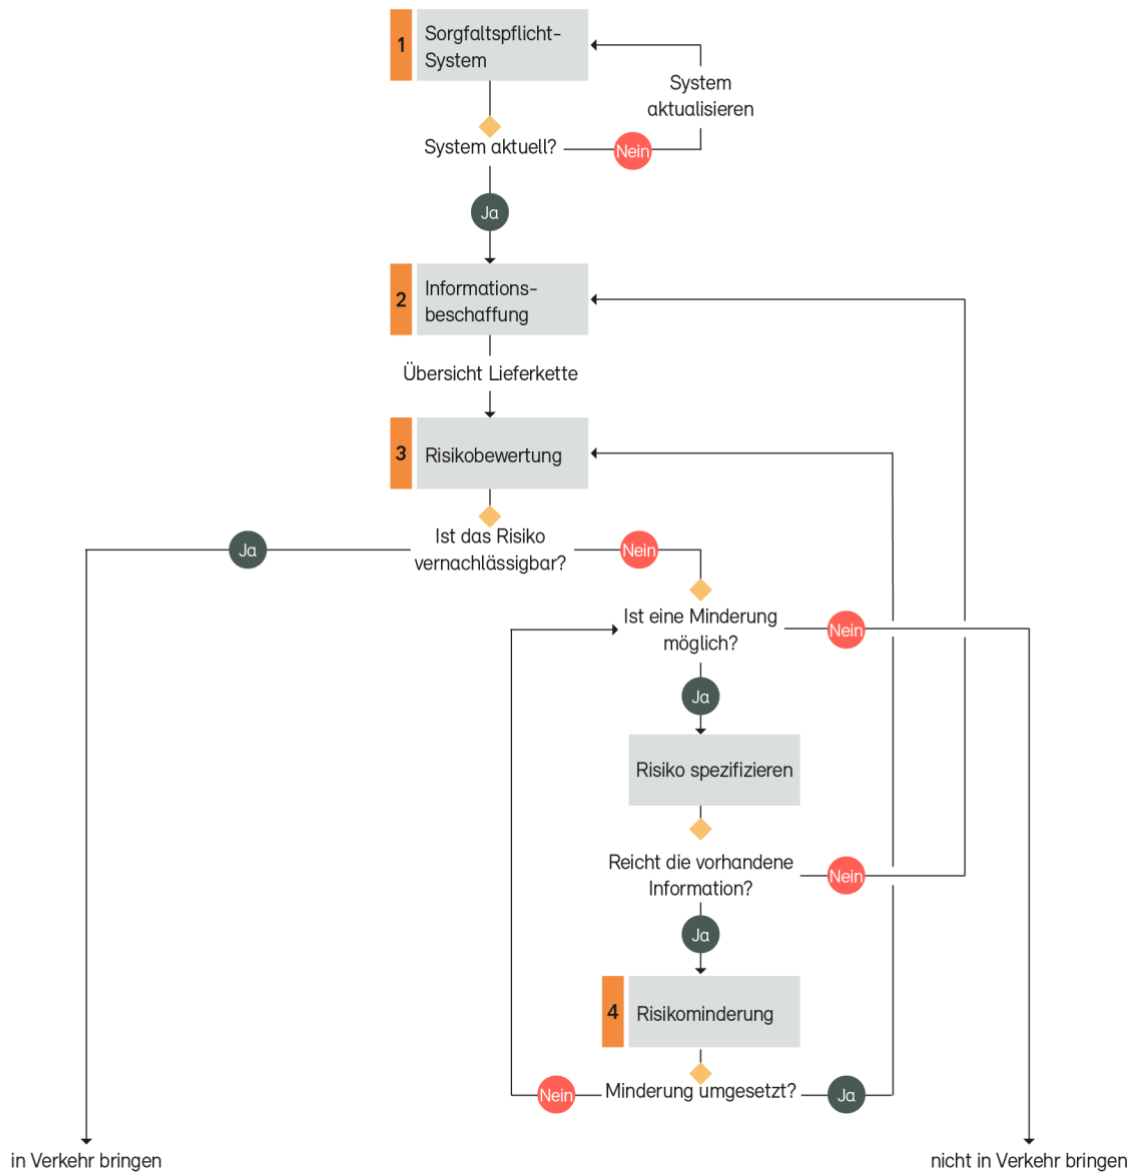 1
Sorgfaltspflicht-
System
System
aktualisieren
System aktuell?
Nein
Ja
2
Informations-
beschaffung
Übersicht Lieferkette
3
Risikobewertung
Ist das Risiko
vernachlässigbar?
Ja
Nein
Ist eine Minderung
möglich?
Nein
Ja
Risiko spezifizieren
Reicht die vorhandene
Information?
Nein
Ja
4
Risikominderung
Nein
Minderung umgesetzt?
Ja
in Verkehr bringen
nicht in Verkehr bringen